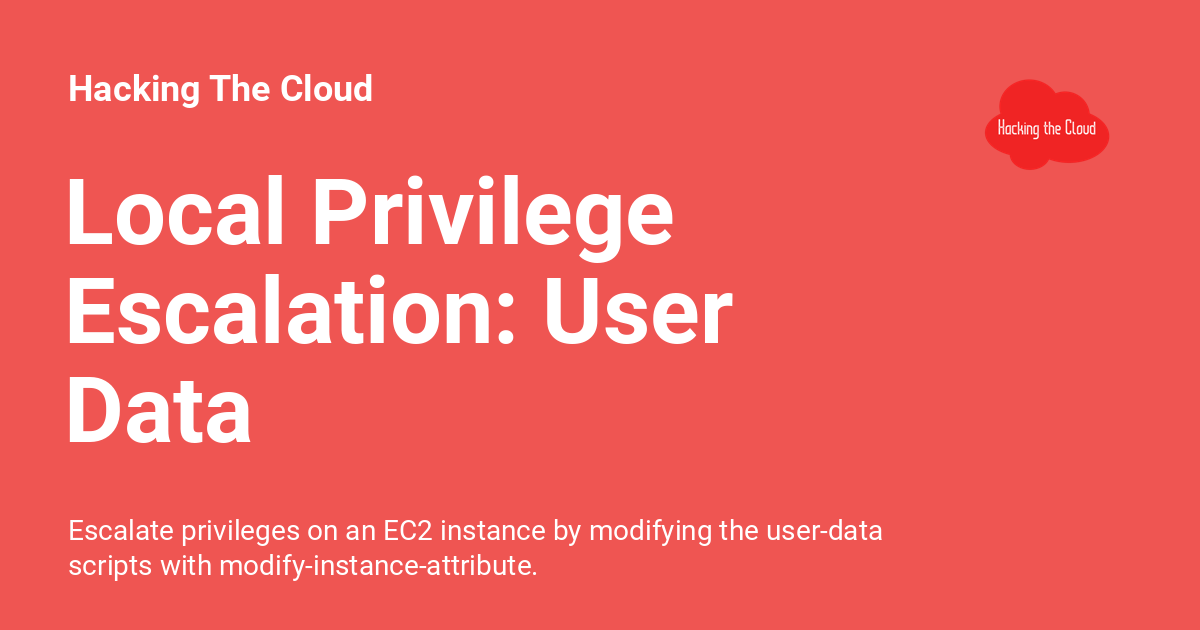 Hacking The Cloud
Hacking the Cloud
Local Privilege
Escalation: User
Data
Escalate privileges on an EC2 instance by modifying the user-data
scripts with modify-instance-attribute.